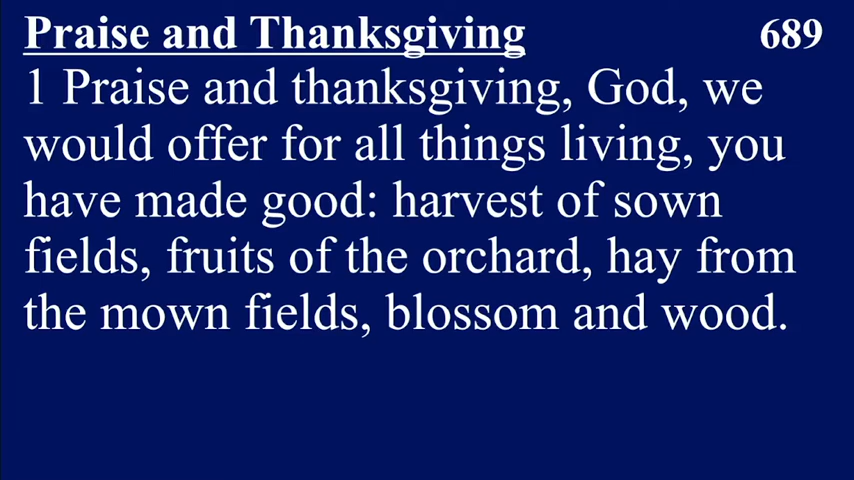 Praise and Thanksgiving 689
1 Praise and thanksgiving, God, we
would offer for all things living, you
have made good: harvest of sown
fields, fruits of the orchard, hay from
the mown fields, blossom and wood.